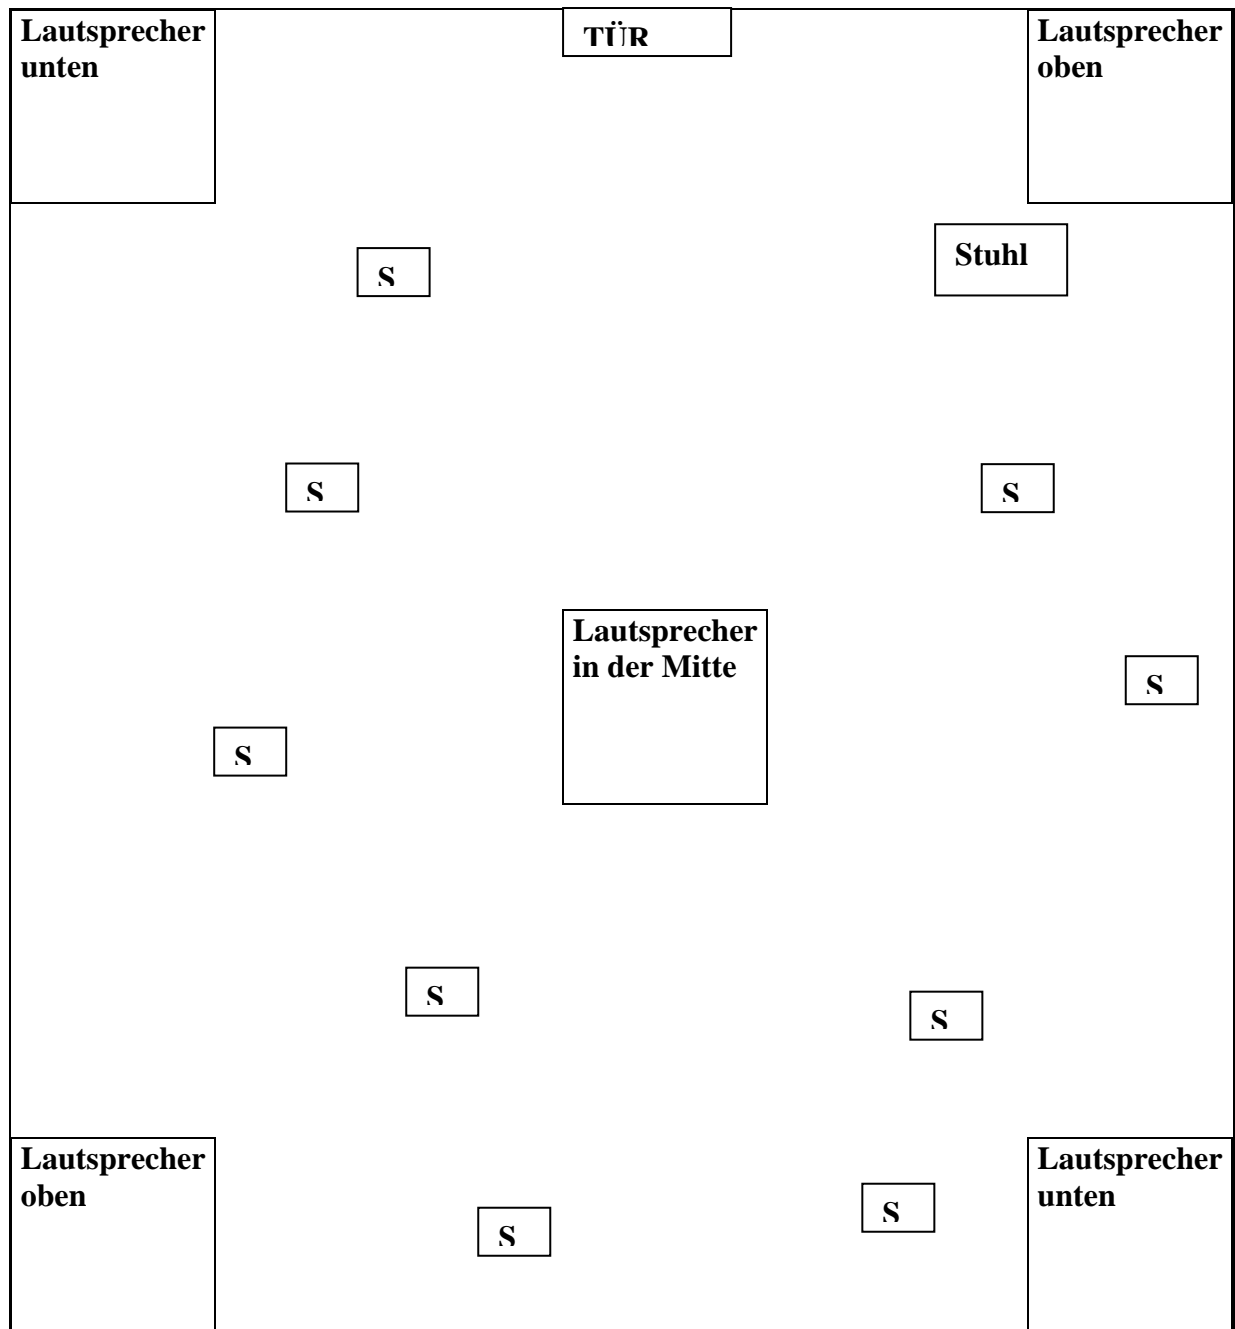 Lautsprecher
unten
TÜR
Lautsprecher
oben
S
Stuhl
S
S
Lautsprecher
in der Mitte
S
S
S
S
Lautsprecher
oben
Lautsprecher
unten
S
S